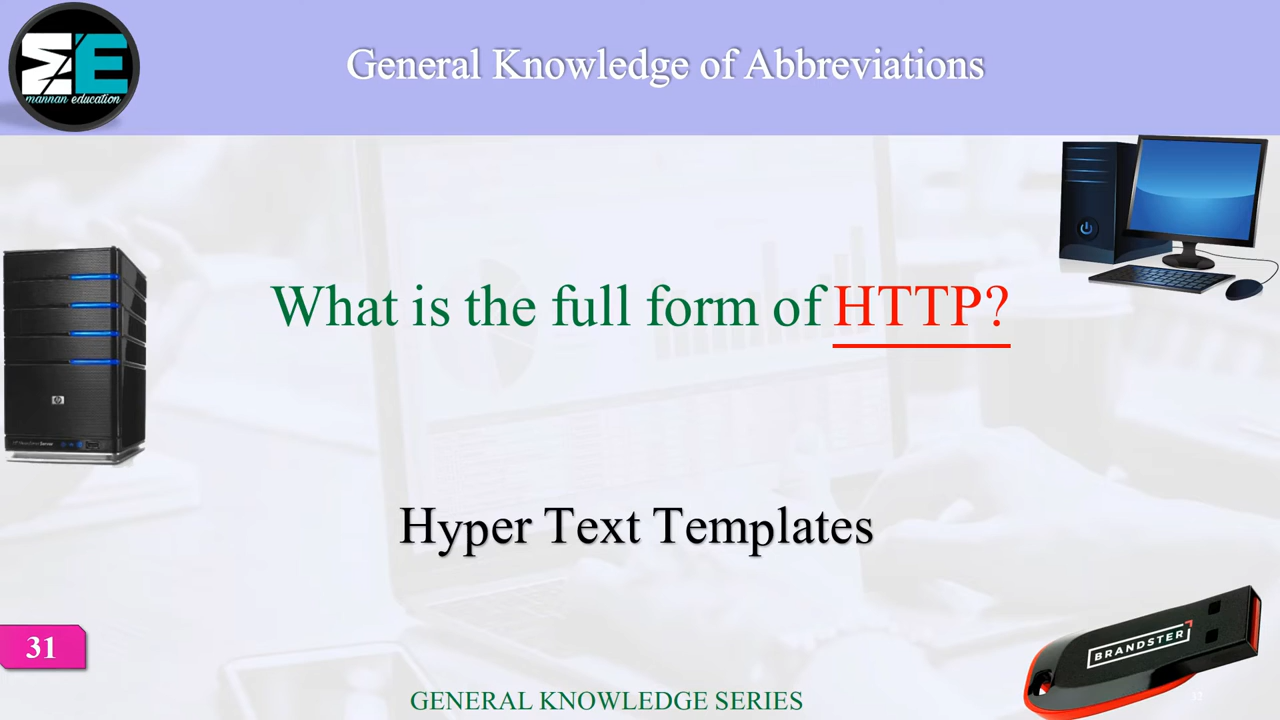 mannan education
General Knowledge of Abbreviations
What is the full form of HTTP?
Hyper Text Templates
31
BRANDSTER
GENERAL KNOWLEDGE SERIES